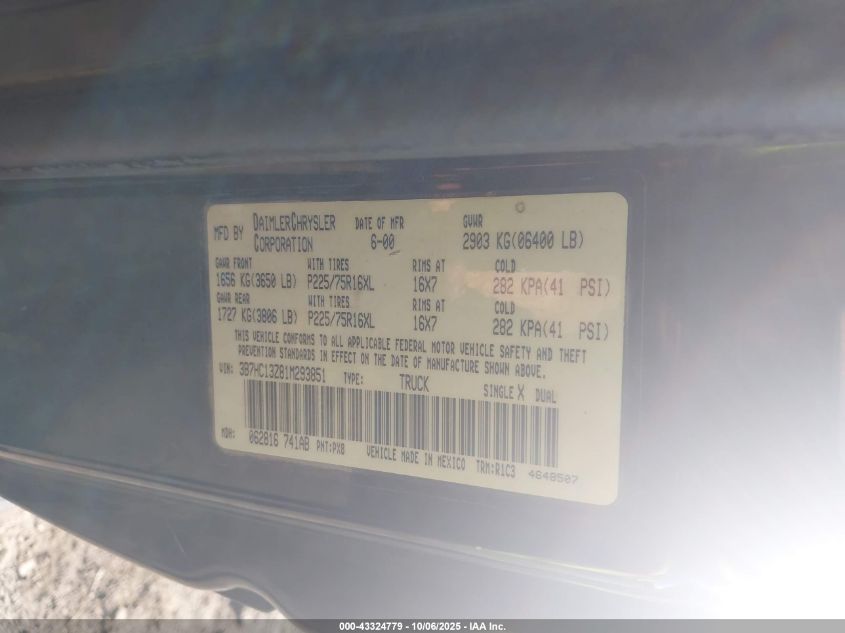 MFD BY DAIMLERCHRYSLER CORPORATION DATE OF MFR 6-00 GVWR 2903 KG(06400 LB)
GAWR FRONT WITH TIRES RIMS AT COLD
1656 KG(3650 LB) P225/75R16XL 16X7 282 KPA(41 PSI)
GAWR REAR WITH TIRES RIMS AT COLD
1727 KG(3806 LB) P225/75R16XL 16X7 282 KPA(41 PSI)
THIS VEHICLE CONFORMS TO ALL APPLICABLE FEDERAL MOTOR VEHICLE SAFETY AND THEFT
PREVENTION STANDARDS IN EFFECT ON THE DATE OF MANUFACTURE SHOWN ABOVE.
VIN: 3B7HC13Z81M293851 TYPE: TRUCK SINGLE X DUAL
MDH: 062816 741AB PNT:PX8 VEHICLE MADE IN MEXICO TRM:R1C3 4648507
000-43324779 - 10/06/2025 - IAA Inc.